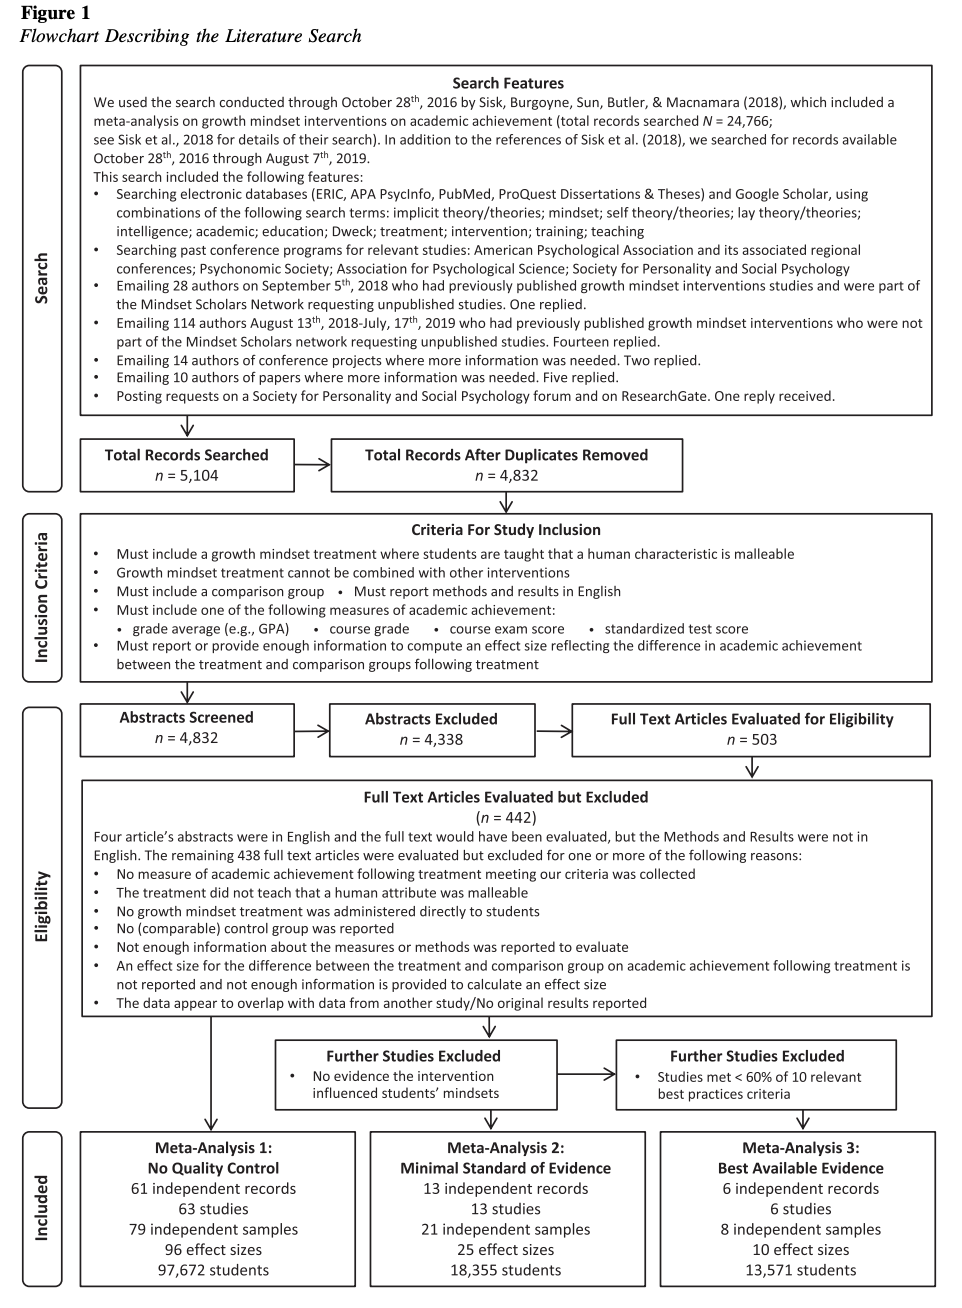 Figure 1
Flowchart Describing the Literature Search
Search
Search Features
We used the search conducted through October 28th, 2016 by Sisk, Burgoyne, Sun, Butler, & Macnamara (2018), which included a
meta-analysis on growth mindset interventions on academic achievement (total records searched N = 24,766;
see Sisk et al., 2018 for details of their search). In addition to the references of Sisk et al. (2018), we searched for records available
October 28th, 2016 through August 7th, 2019.
This search included the following features:
• Searching electronic databases (ERIC, APA PsycInfo, PubMed, ProQuest Dissertations & Theses) and Google Scholar, using
combinations of the following search terms: implicit theory/theories; mindset; self theory/theories; lay theory/theories;
intelligence; academic; education; Dweck; treatment; intervention; training; teaching
• Searching past conference programs for relevant studies: American Psychological Association and its associated regional
conferences; Psychonomic Society; Association for Psychological Science; Society for Personality and Social Psychology
• Emailing 28 authors on September 5th, 2018 who had previously published growth mindset interventions studies and were part of
the Mindset Scholars Network requesting unpublished studies. One replied.
• Emailing 114 authors August 13th, 2018-July, 17th, 2019 who had previously published growth mindset interventions who were not
part of the Mindset Scholars network requesting unpublished studies. Fourteen replied.
• Emailing 14 authors of conference projects where more information was needed. Two replied.
• Emailing 10 authors of papers where more information was needed. Five replied.
• Posting requests on a Society for Personality and Social Psychology forum and on ResearchGate. One reply received.
Total Records Searched
n = 5,104
Total Records After Duplicates Removed
n = 4,832
Inclusion Criteria
Criteria For Study Inclusion
• Must include a growth mindset treatment where students are taught that a human characteristic is malleable
• Growth mindset treatment cannot be combined with other interventions
• Must include a comparison group • Must report methods and results in English
• Must include one of the following measures of academic achievement:
• grade average (e.g., GPA) • course grade • course exam score • standardized test score
• Must report or provide enough information to compute an effect size reflecting the difference in academic achievement
between the treatment and comparison groups following treatment
Eligibility
Abstracts Screened
n = 4,832
Abstracts Excluded
n = 4,338
Full Text Articles Evaluated for Eligibility
n = 503
Full Text Articles Evaluated but Excluded
(n = 442)
Four article's abstracts were in English and the full text would have been evaluated, but the Methods and Results were not in
English. The remaining 438 full text articles were evaluated but excluded for one or more of the following reasons:
• No measure of academic achievement following treatment meeting our criteria was collected
• The treatment did not teach that a human attribute was malleable
• No growth mindset treatment was administered directly to students
• No (comparable) control group was reported
• Not enough information about the measures or methods was reported to evaluate
• An effect size for the difference between the treatment and comparison group on academic achievement following treatment is
not reported and not enough information is provided to calculate an effect size
• The data appear to overlap with data from another study/No original results reported
Further Studies Excluded
• No evidence the intervention
influenced students' mindsets
Further Studies Excluded
• Studies met < 60% of 10 relevant
best practices criteria
Included
Meta-Analysis 1:
No Quality Control
61 independent records
63 studies
79 independent samples
96 effect sizes
97,672 students
Meta-Analysis 2:
Minimal Standard of Evidence
13 independent records
13 studies
21 independent samples
25 effect sizes
18,355 students
Meta-Analysis 3:
Best Available Evidence
6 independent records
6 studies
8 independent samples
10 effect sizes
13,571 students